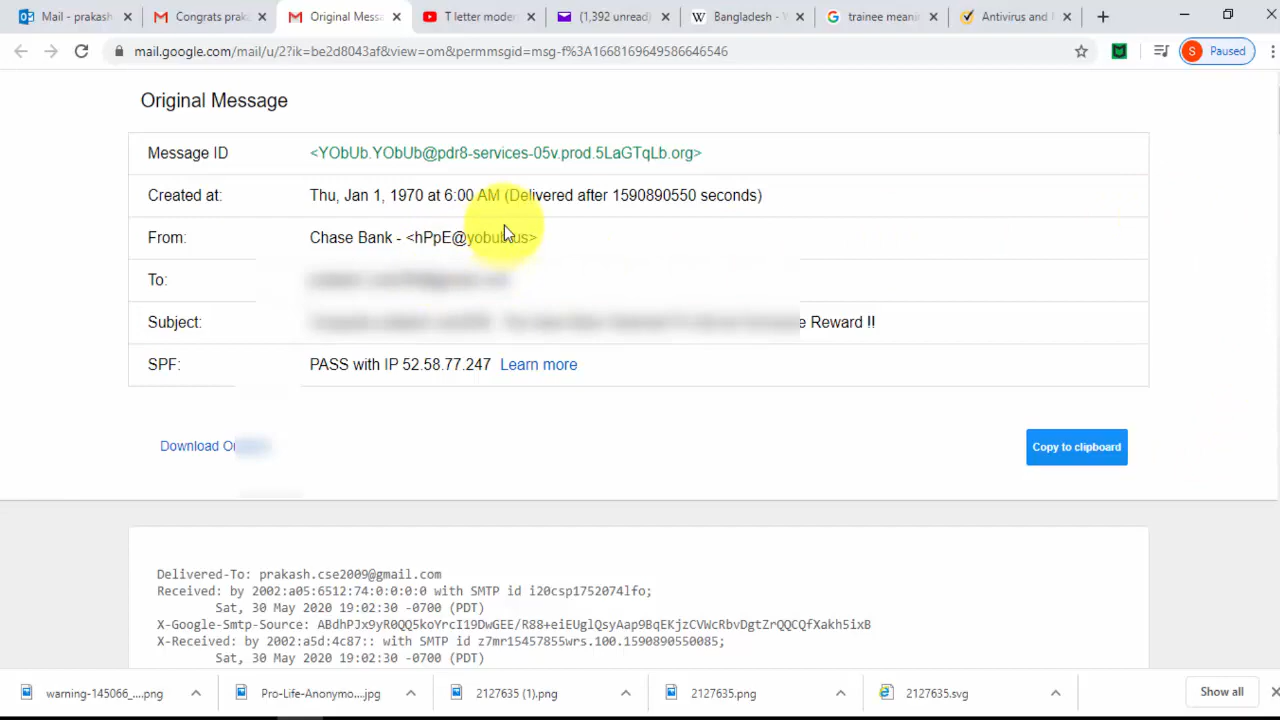 Mail - prakash
Congrats prak
Original Messa
T letter moder
(1,392 unread)
Bangladesh -
trainee meani
Antivirus and
mail.google.com/mail/u/2?ik=be2d8043af&view=om&permmsgid=msg-f%3A1668169649586646546
S Paused
Original Message
Message ID <YObUb.YObUb@pdr8-services-05v.prod.5LaGTqLb.org>
Created at: Thu, Jan 1, 1970 at 6:00 AM (Delivered after 1590890550 seconds)
From: Chase Bank - <hPpE@yobub.us>
To:
Subject: e Reward !!
SPF: PASS with IP 52.58.77.247 Learn more
Download O
Copy to clipboard
Delivered-To: prakash.cse2009@gmail.com
Received: by 2002:a05:6512:74:0:0:0:0 with SMTP id i20csp1752074lfo;
Sat, 30 May 2020 19:02:30 -0700 (PDT)
X-Google-Smtp-Source: ABdhPJx9yR0QQ5koYrcI19DwGEE/R88+eiEUglQsyAap9BqEKjzCVWcRbvDgtZrQQCQfXakh5ixB
X-Received: by 2002:a5d:4c87:: with SMTP id z7mr15457855wrs.100.1590890550085;
Sat, 30 May 2020 19:02:30 -0700 (PDT)
warning-145066_....png
Pro-Life-Anonymo....jpg
2127635 (1).png
2127635.png
2127635.svg
Show all